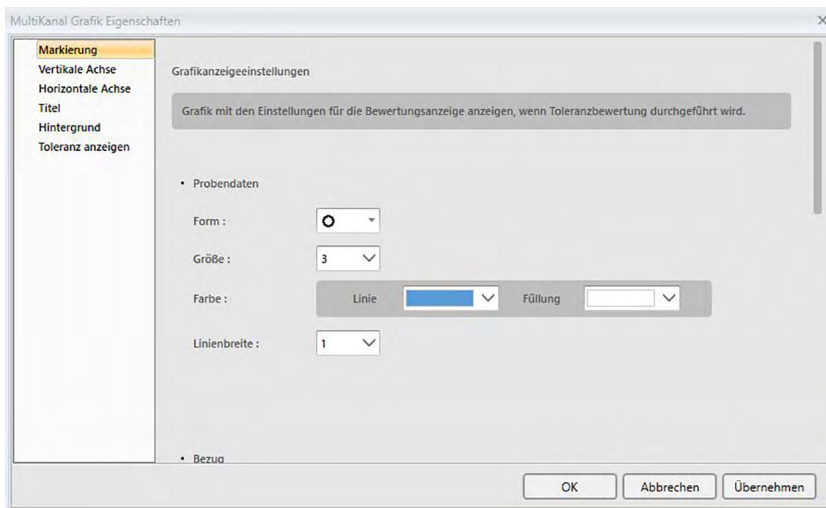 MultiKanal Grafik Eigenschaften
Markierung
Vertikale Achse
Horizontale Achse
Titel
Hintergrund
Toleranz anzeigen
Grafikanzeigeeinstellungen
Grafik mit den Einstellungen für die Bewertungsanzeige anzeigen, wenn Toleranzbewertung durchgeführt wird.
• Probendaten
Form :
Größe : 3
Farbe : Linie Füllung
Linienbreite : 1
• Bezug
OK Abbrechen Übernehmen